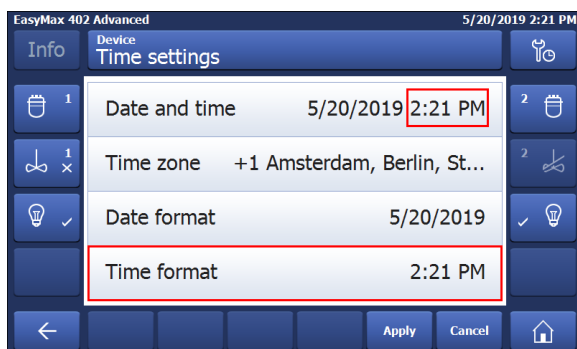 EasyMax 402 Advanced 5/20/2019 2:21 PM
Info
Device
Time settings
1
Date and time 5/20/2019 2:21 PM
2
1
Time zone +1 Amsterdam, Berlin, St...
2
Date format 5/20/2019
Time format 2:21 PM
Apply Cancel